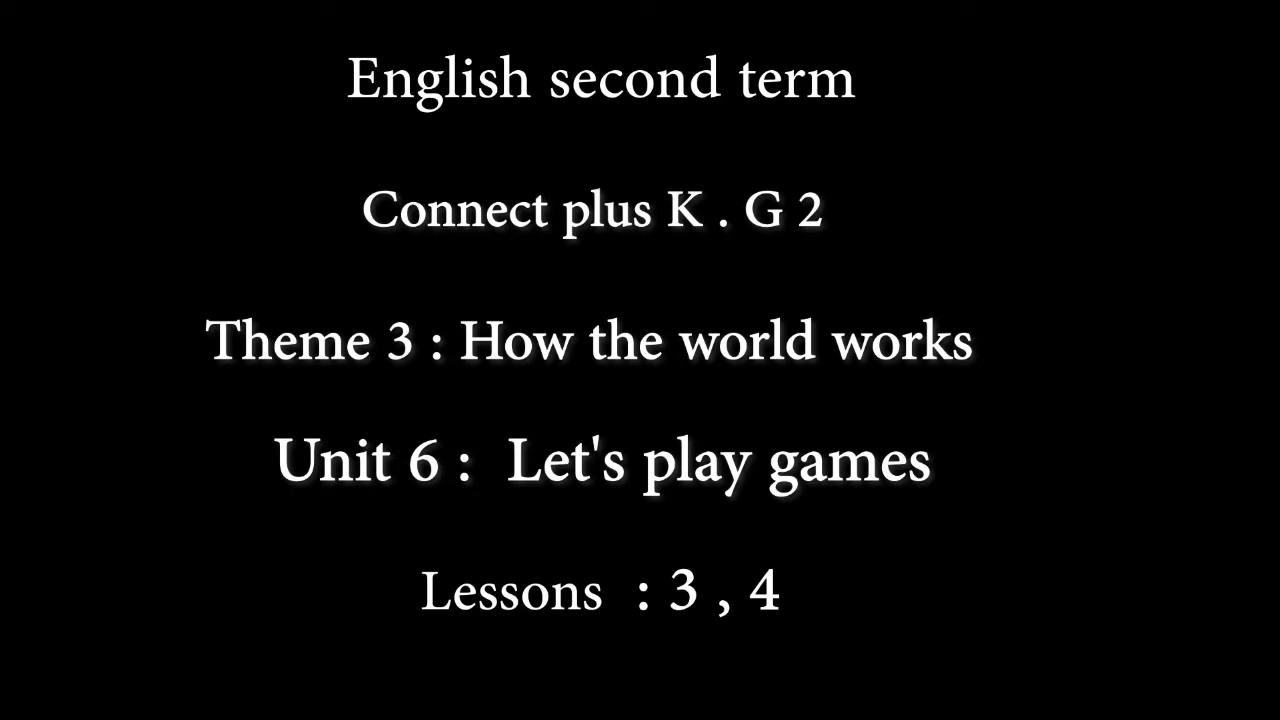 English second term
Connect plus K . G 2
Theme 3 : How the world works
Unit 6 : Let's play games
Lessons : 3 , 4